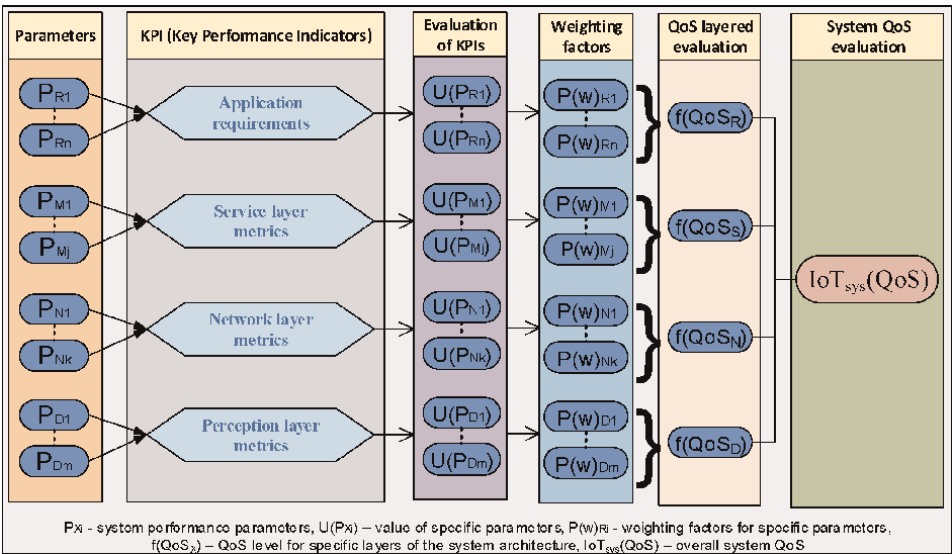 Parameters
KPI (Key Performance Indicators)
Evaluation
of KPIs
Weighting
factors
QoS layered
evaluation
System QoS
evaluation
PR1
PRn
Application
requirements
U(PR1)
U(PRn)
P(w)R1
P(w)Rn
f(QoSR)
PM1
PMj
Service layer
metrics
U(PM1)
U(PMj)
P(w)M1
P(w)Mj
f(QoSS)
IoTsys(QoS)
PN1
PNk
Network layer
metrics
U(PN1)
U(PNk)
P(w)N1
P(w)Nk
f(QoSN)
PD1
PDm
Perception layer
metrics
U(PD1)
U(PDm)
P(w)D1
P(w)Dm
f(QoSD)
PXi - system performance parameters, U(PXi) – value of specific parameters, P(w)Ri - weighting factors for specific parameters,
f(QoSX) – QoS level for specific layers of the system architecture, IoTsys(QoS) – overall system QoS